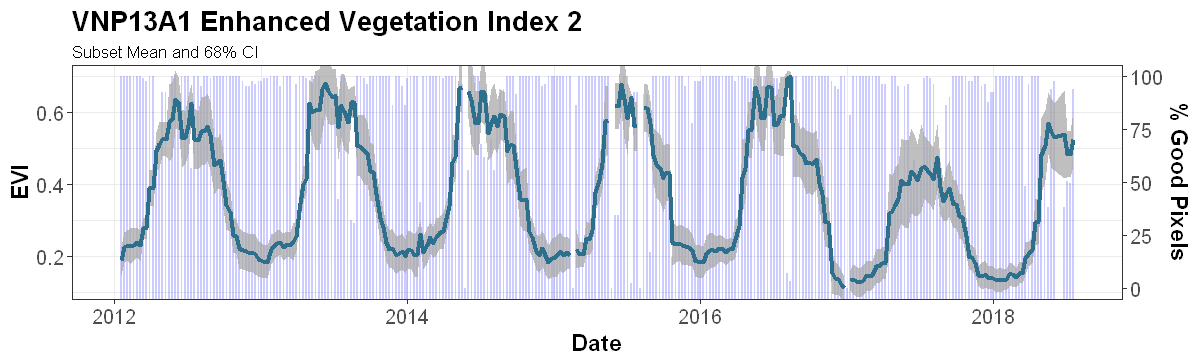 VNP13A1 Enhanced Vegetation Index 2
Subset Mean and 68% CI
EVI
0.6
0.4
0.2
100
75
50
25
0
% Good Pixels
2012
2014
2016
2018
Date